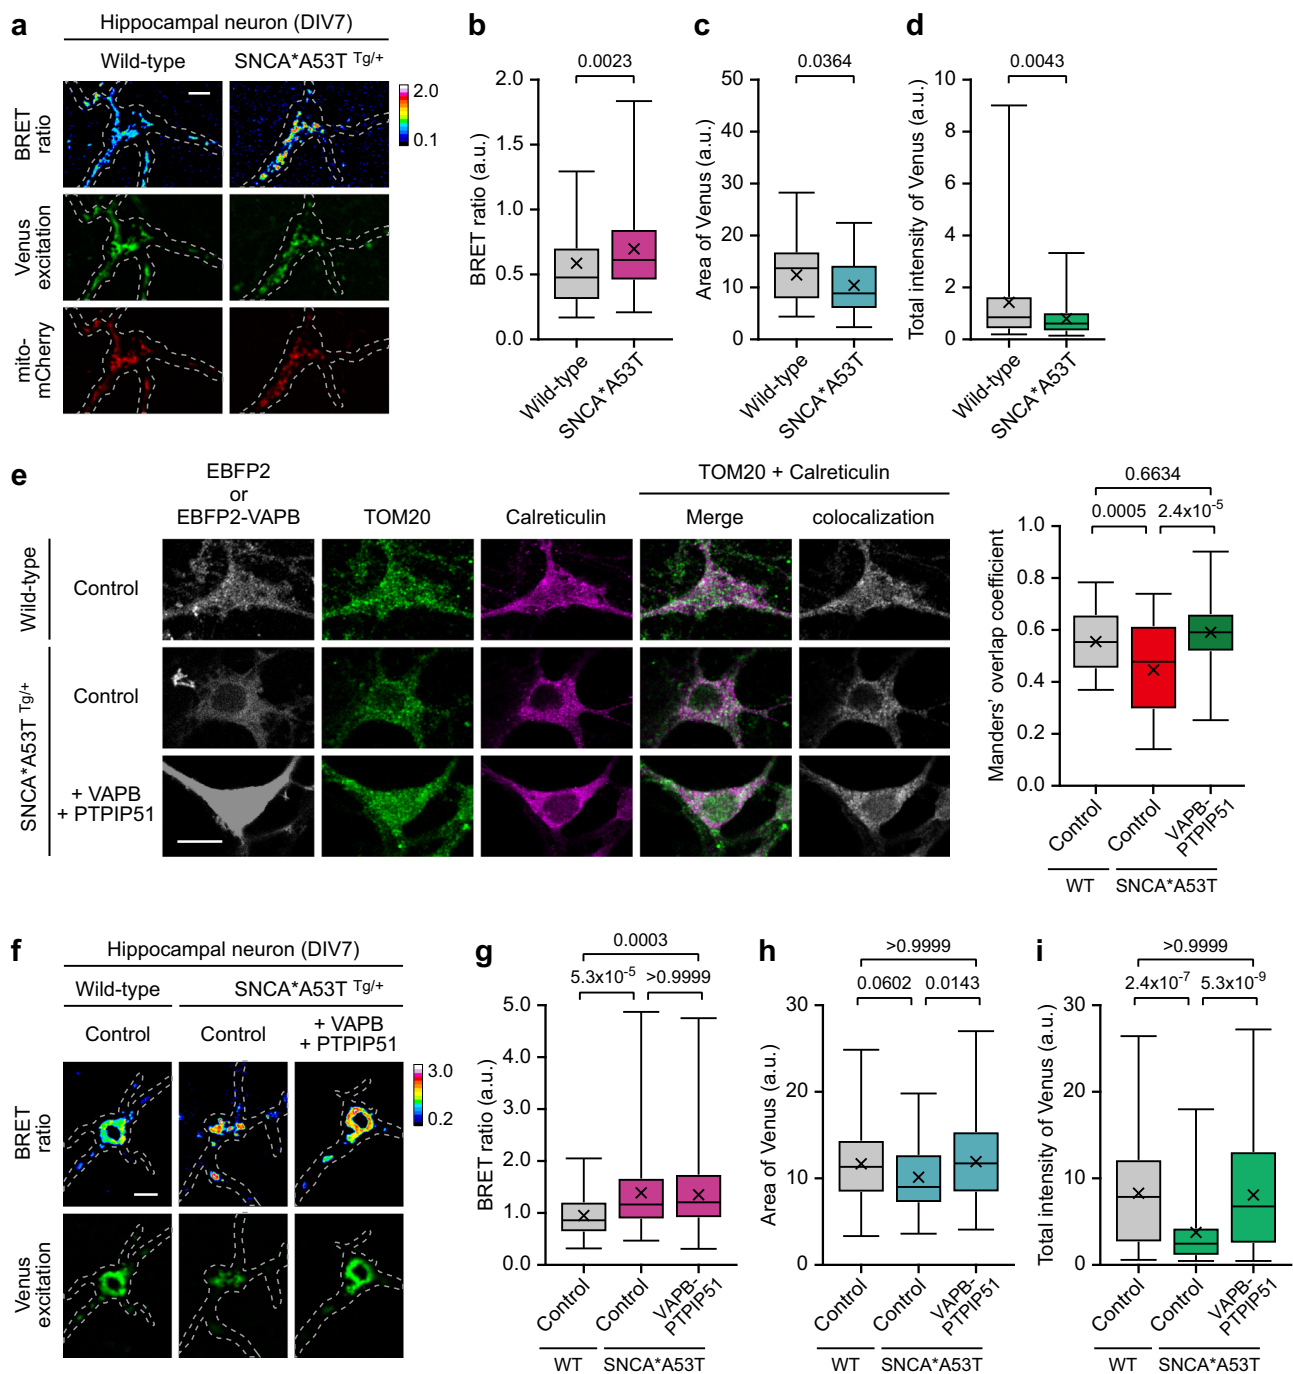 a
Hippocampal neuron (DIV7)
Wild-type
SNCA*A53T Tg/+
BRET
ratio
2.0
0.1
Venus
excitation
mito-
mCherry
b
0.0023
BRET ratio (a.u.)
2.0
1.5
1.0
0.5
0.0
Wild-type
SNCA*A53T
c
0.0364
Area of Venus (a.u.)
50
40
30
20
10
0
Wild-type
SNCA*A53T
d
0.0043
Total intensity of Venus (a.u.)
10
8
6
4
2
0
Wild-type
SNCA*A53T
e
EBFP2
or
EBFP2-VAPB
TOM20
Calreticulin
TOM20 + Calreticulin
Merge
colocalization
Wild-type
Control
SNCA*A53T Tg/+
Control
+ VAPB
+ PTPIP51
0.6634
0.0005
2.4x10-5
Manders' overlap coefficient
1.0
0.8
0.6
0.4
0.2
0.0
Control
Control
VAPB-
PTPIP51
WT
SNCA*A53T
f
Hippocampal neuron (DIV7)
Wild-type
SNCA*A53T Tg/+
Control
Control
+ VAPB
+ PTPIP51
BRET
ratio
3.0
0.2
Venus
excitation
g
0.0003
5.3x10-5
>0.9999
BRET ratio (a.u.)
5.0
4.0
3.0
2.0
1.0
0.0
Control
Control
VAPB-
PTPIP51
WT
SNCA*A53T
h
>0.9999
0.0602
0.0143
Area of Venus (a.u.)
30
20
10
0
Control
Control
VAPB-
PTPIP51
WT
SNCA*A53T
i
>0.9999
2.4x10-7
5.3x10-9
Total intensity of Venus (a.u.)
30
20
10
0
Control
Control
VAPB-
PTPIP51
WT
SNCA*A53T